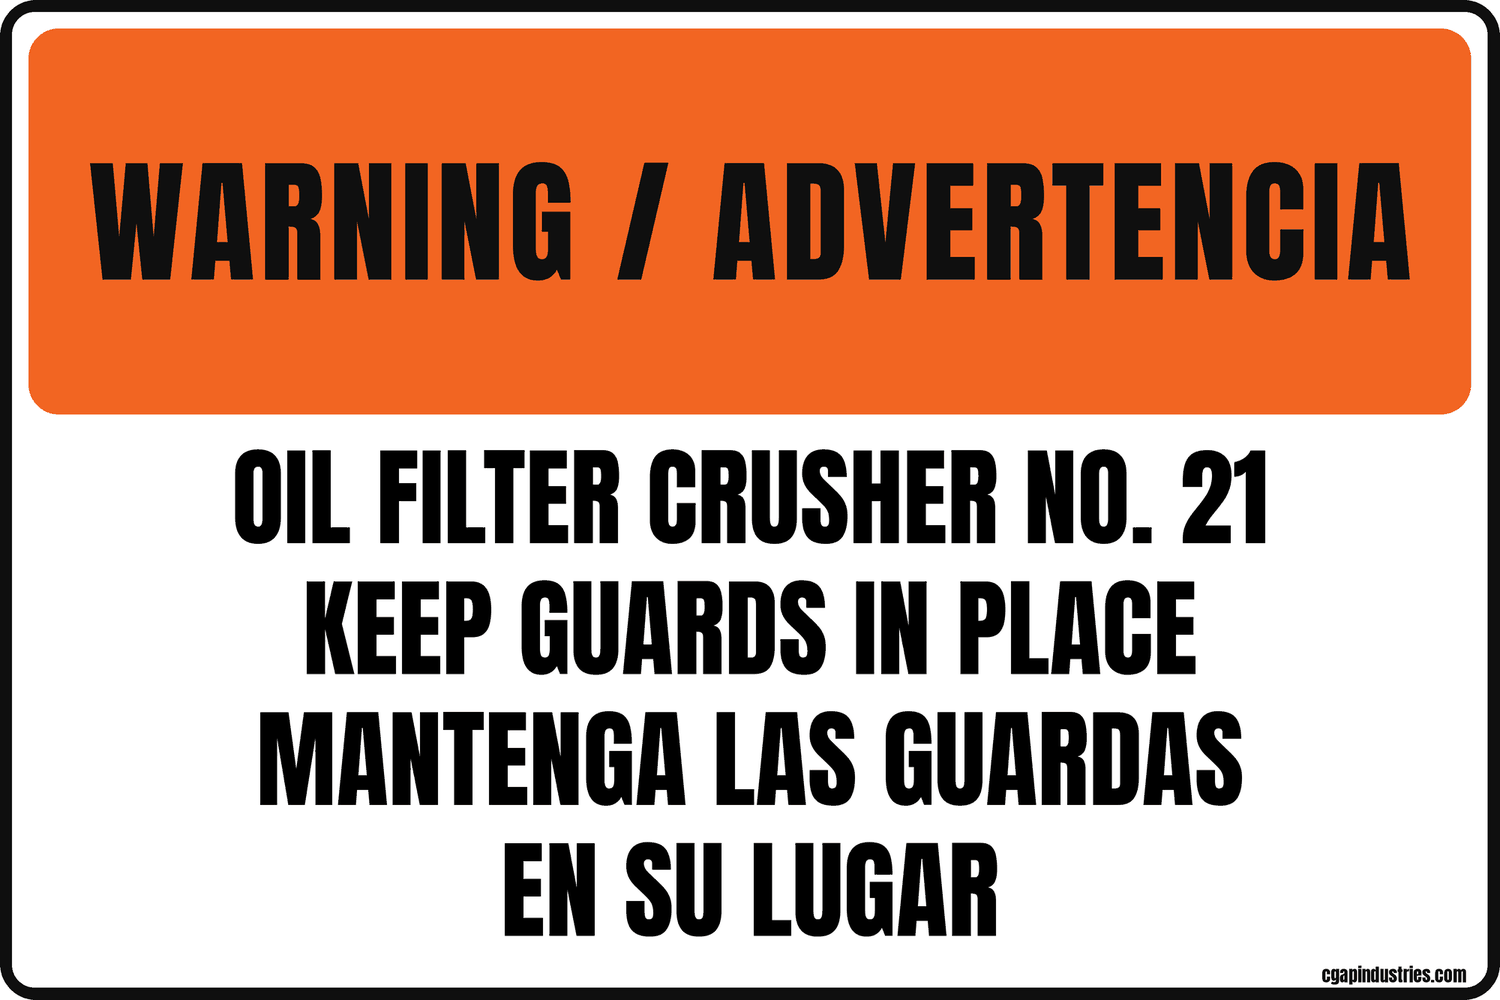 WARNING / ADVERTENCIA
OIL FILTER CRUSHER NO. 21
KEEP GUARDS IN PLACE
MANTENGA LAS GUARDAS
EN SU LUGAR
cgapindustries.com